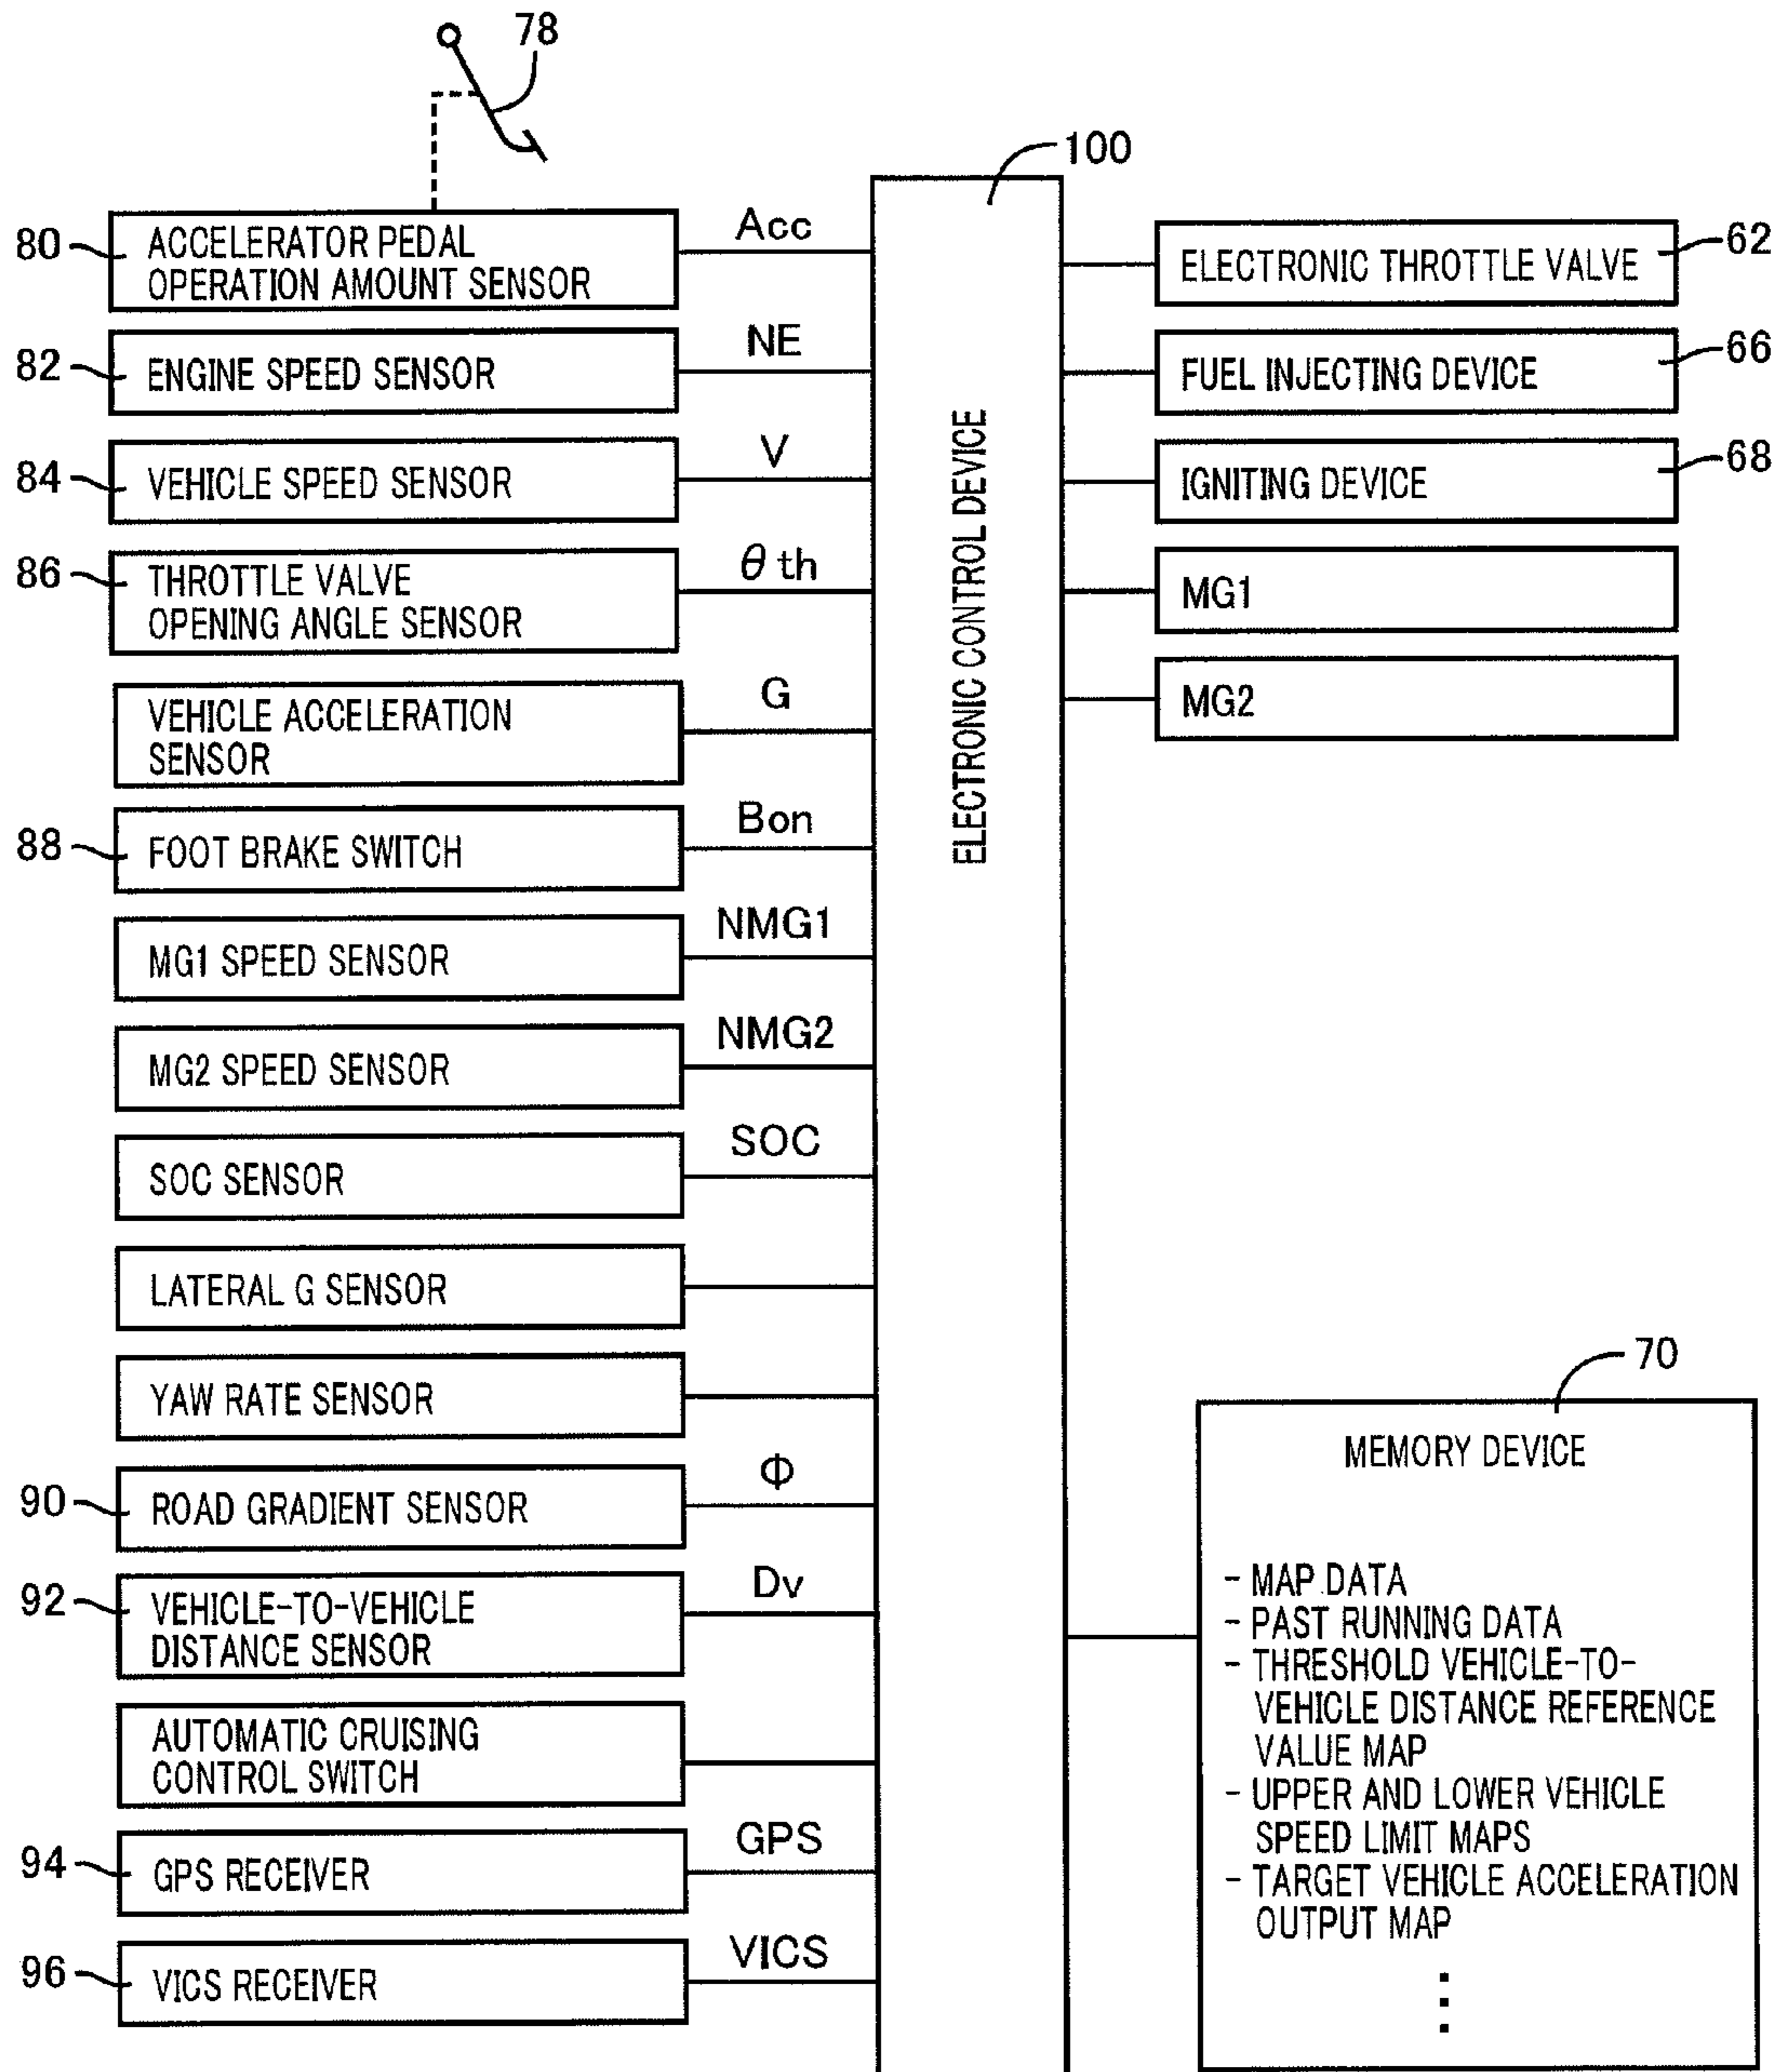 78
100
80
ACCELERATOR PEDAL
OPERATION AMOUNT SENSOR
Acc
82
ENGINE SPEED SENSOR
NE
84
VEHICLE SPEED SENSOR
V
86
THROTTLE VALVE
OPENING ANGLE SENSOR
θth
VEHICLE ACCELERATION
SENSOR
G
88
FOOT BRAKE SWITCH
Bon
MG1 SPEED SENSOR
NMG1
MG2 SPEED SENSOR
NMG2
SOC SENSOR
SOC
LATERAL G SENSOR
YAW RATE SENSOR
90
ROAD GRADIENT SENSOR
Φ
92
VEHICLE-TO-VEHICLE
DISTANCE SENSOR
Dv
AUTOMATIC CRUISING
CONTROL SWITCH
94
GPS RECEIVER
GPS
96
VICS RECEIVER
VICS
ELECTRONIC CONTROL DEVICE
ELECTRONIC THROTTLE VALVE
62
FUEL INJECTING DEVICE
66
IGNITING DEVICE
68
MG1
MG2
70
MEMORY DEVICE
- MAP DATA
- PAST RUNNING DATA
- THRESHOLD VEHICLE-TO-
VEHICLE DISTANCE REFERENCE
VALUE MAP
- UPPER AND LOWER VEHICLE
SPEED LIMIT MAPS
- TARGET VEHICLE ACCELERATION
OUTPUT MAP
⋮